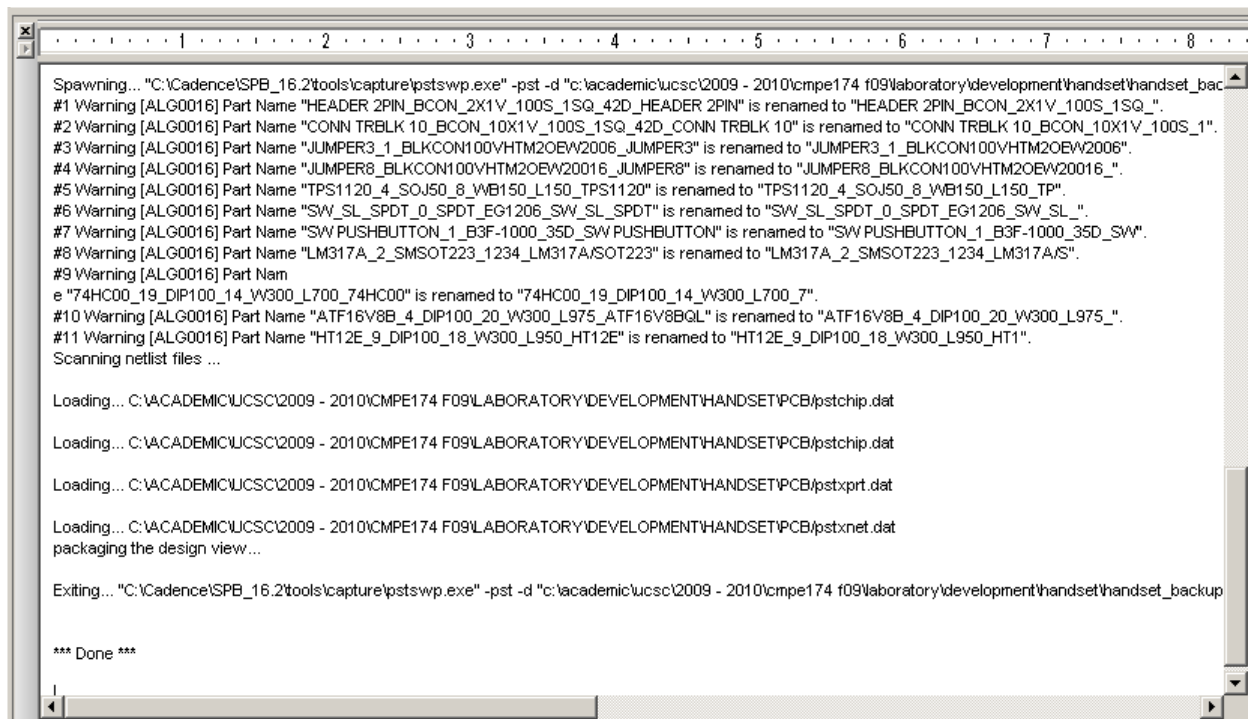 1 2 3 4 5 6 7 8
Spawning... "C:\Cadence\SPB_16.2\tools\capture\pstswp.exe" -pst -d "c:\academic\ucsc\2009 - 2010\cmpe174 f09\laboratory\development\handset\handset_bac
#1 Warning [ALG0016] Part Name "HEADER 2PIN_BCON_2X1V_100S_1SQ_42D_HEADER 2PIN" is renamed to "HEADER 2PIN_BCON_2X1V_100S_1SQ_".
#2 Warning [ALG0016] Part Name "CONN TRBLK 10_BCON_10X1V_100S_1SQ_42D_CONN TRBLK 10" is renamed to "CONN TRBLK 10_BCON_10X1V_100S_1".
#3 Warning [ALG0016] Part Name "JUMPER3_1_BLKCON100VHTM2OEW2006_JUMPER3" is renamed to "JUMPER3_1_BLKCON100VHTM2OEW2006".
#4 Warning [ALG0016] Part Name "JUMPER8_BLKCON100VHTM2OEW20016_JUMPER8" is renamed to "JUMPER8_BLKCON100VHTM2OEW20016_".
#5 Warning [ALG0016] Part Name "TPS1120_4_SOJ50_8_WB150_L150_TPS1120" is renamed to "TPS1120_4_SOJ50_8_WB150_L150_TP".
#6 Warning [ALG0016] Part Name "SW_SL_SPDT_0_SPDT_EG1206_SW_SL_SPDT" is renamed to "SW_SL_SPDT_0_SPDT_EG1206_SW_SL_".
#7 Warning [ALG0016] Part Name "SW PUSHBUTTON_1_B3F-1000_35D_SW PUSHBUTTON" is renamed to "SW PUSHBUTTON_1_B3F-1000_35D_SW".
#8 Warning [ALG0016] Part Name "LM317A_2_SMSOT223_1234_LM317A/SOT223" is renamed to "LM317A_2_SMSOT223_1234_LM317A/S".
#9 Warning [ALG0016] Part Nam
e "74HC00_19_DIP100_14_W300_L700_74HC00" is renamed to "74HC00_19_DIP100_14_W300_L700_7".
#10 Warning [ALG0016] Part Name "ATF16V8B_4_DIP100_20_W300_L975_ATF16V8BQL" is renamed to "ATF16V8B_4_DIP100_20_W300_L975_".
#11 Warning [ALG0016] Part Name "HT12E_9_DIP100_18_W300_L950_HT12E" is renamed to "HT12E_9_DIP100_18_W300_L950_HT1".
Scanning netlist files ...
Loading... C:\ACADEMIC\UCSC\2009 - 2010\CMPE174 F09\LABORATORY\DEVELOPMENT\HANDSET\PCB/pstchip.dat
Loading... C:\ACADEMIC\UCSC\2009 - 2010\CMPE174 F09\LABORATORY\DEVELOPMENT\HANDSET\PCB/pstchip.dat
Loading... C:\ACADEMIC\UCSC\2009 - 2010\CMPE174 F09\LABORATORY\DEVELOPMENT\HANDSET\PCB/pstxprt.dat
Loading... C:\ACADEMIC\UCSC\2009 - 2010\CMPE174 F09\LABORATORY\DEVELOPMENT\HANDSET\PCB/pstxnet.dat
packaging the design view...
Exiting... "C:\Cadence\SPB_16.2\tools\capture\pstswp.exe" -pst -d "c:\academic\ucsc\2009 - 2010\cmpe174 f09\laboratory\development\handset\handset_backup
*** Done ***